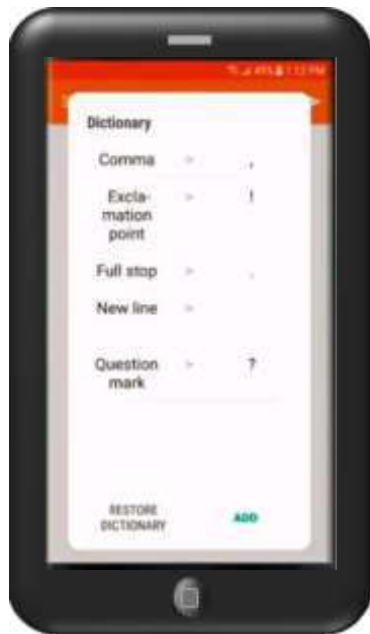 Dictionary
Comma > ,
Excla-
mation > !
point
Full stop > .
New line >
Question > ?
mark
RESTORE
DICTIONARY
ADD